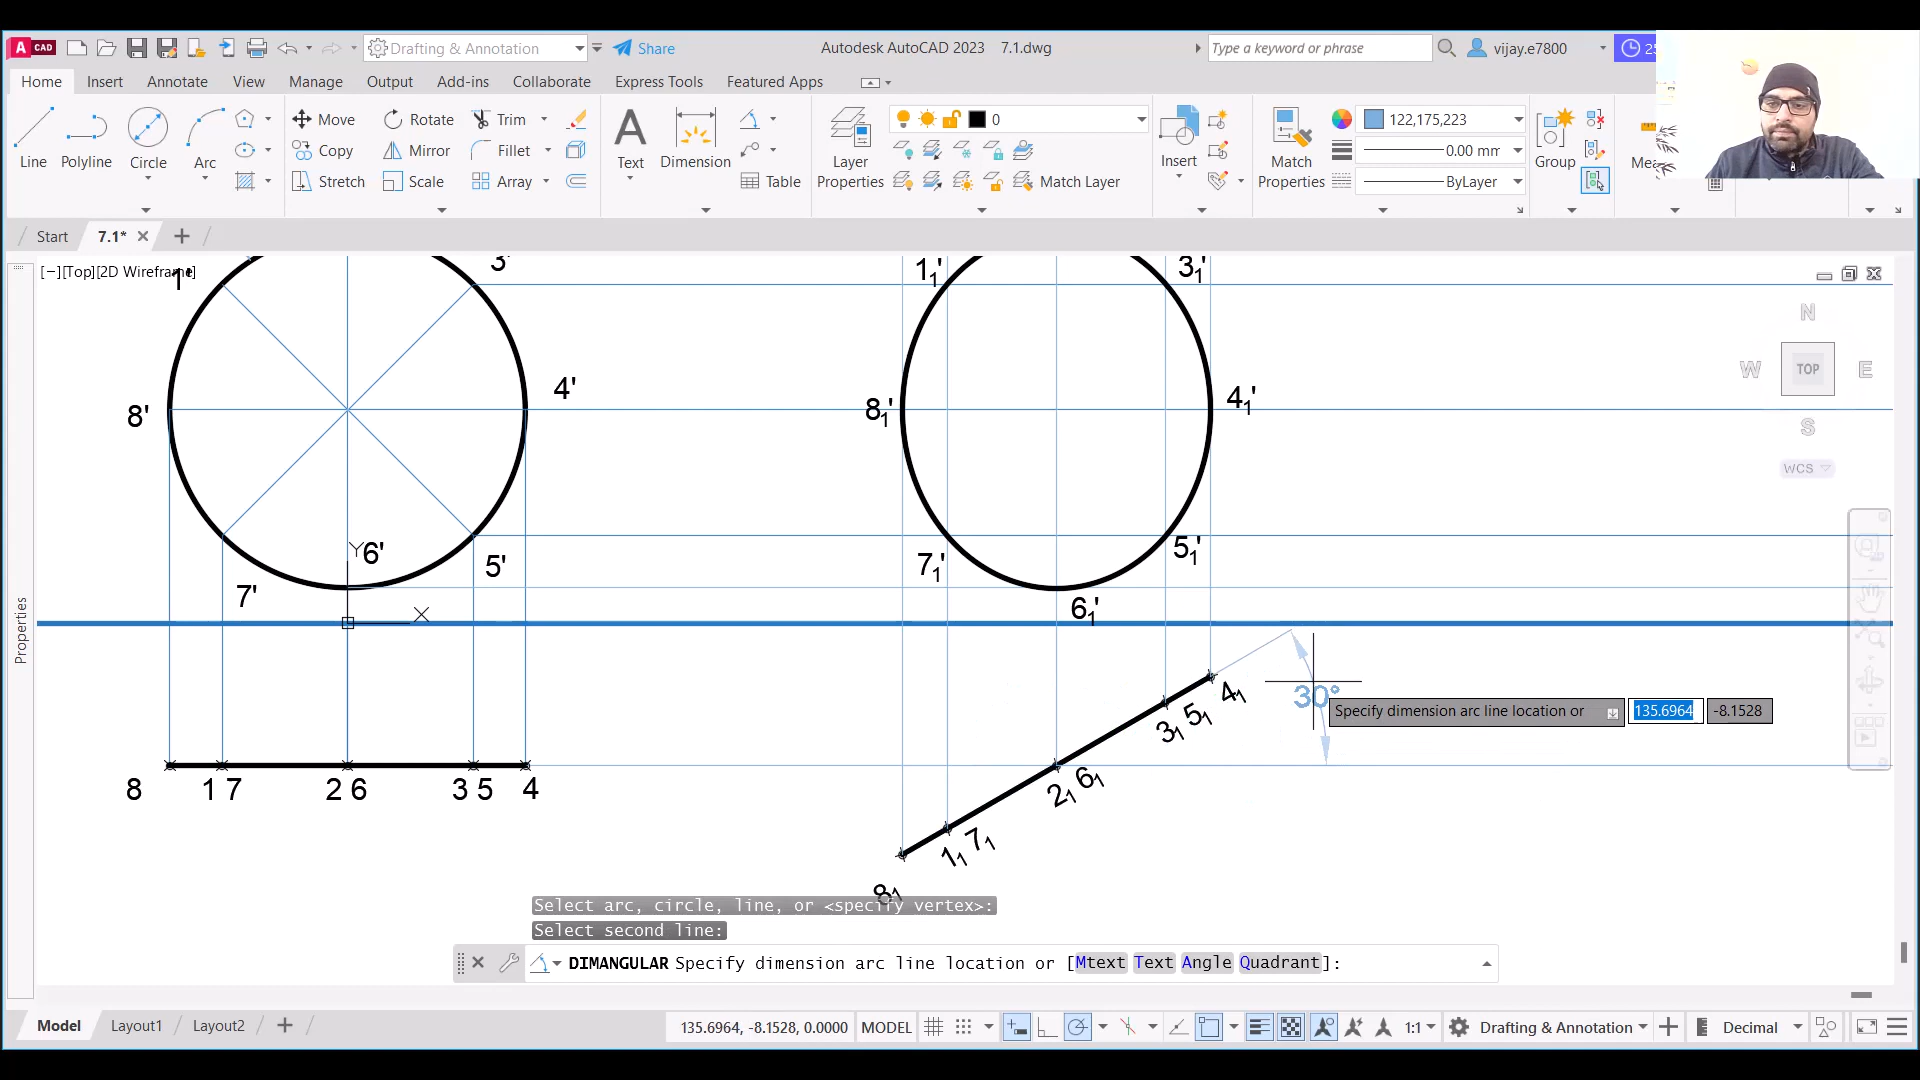 A CAD Drafting & Annotation Share Autodesk AutoCAD 2023 7.1.dwg Type a keyword or phrase vijay.e7800
Home Insert Annotate View Manage Output Add-ins Collaborate Express Tools Featured Apps
Line Polyline Circle Arc
Move Rotate Trim
Copy Mirror Fillet
Stretch Scale Array
Text Dimension Table
Layer Properties 0 Match Layer
Insert
Match Properties 122,175,223 0.00 mm ByLayer
Group
Start 7.1*
[−][Top][2D Wireframe]
1' 3' 1₁' 3₁'
N
W TOP E
S
WCS
4' 8' 8₁' 4₁'
Y 6' 5' 7' 7₁' 5₁'
X 6₁'
Properties
30°
Specify dimension arc line location or 135.6964 -8.1528
4₁
3₁ 5₁
2₁ 6₁
8 1 7 2 6 3 5 4
1₁ 7₁
8₁
Select arc, circle, line, or <specify vertex>:
Select second line:
DIMANGULAR Specify dimension arc line location or [Mtext Text Angle Quadrant]:
Model Layout1 Layout2 135.6964, -8.1528, 0.0000 MODEL 1:1 Drafting & Annotation Decimal